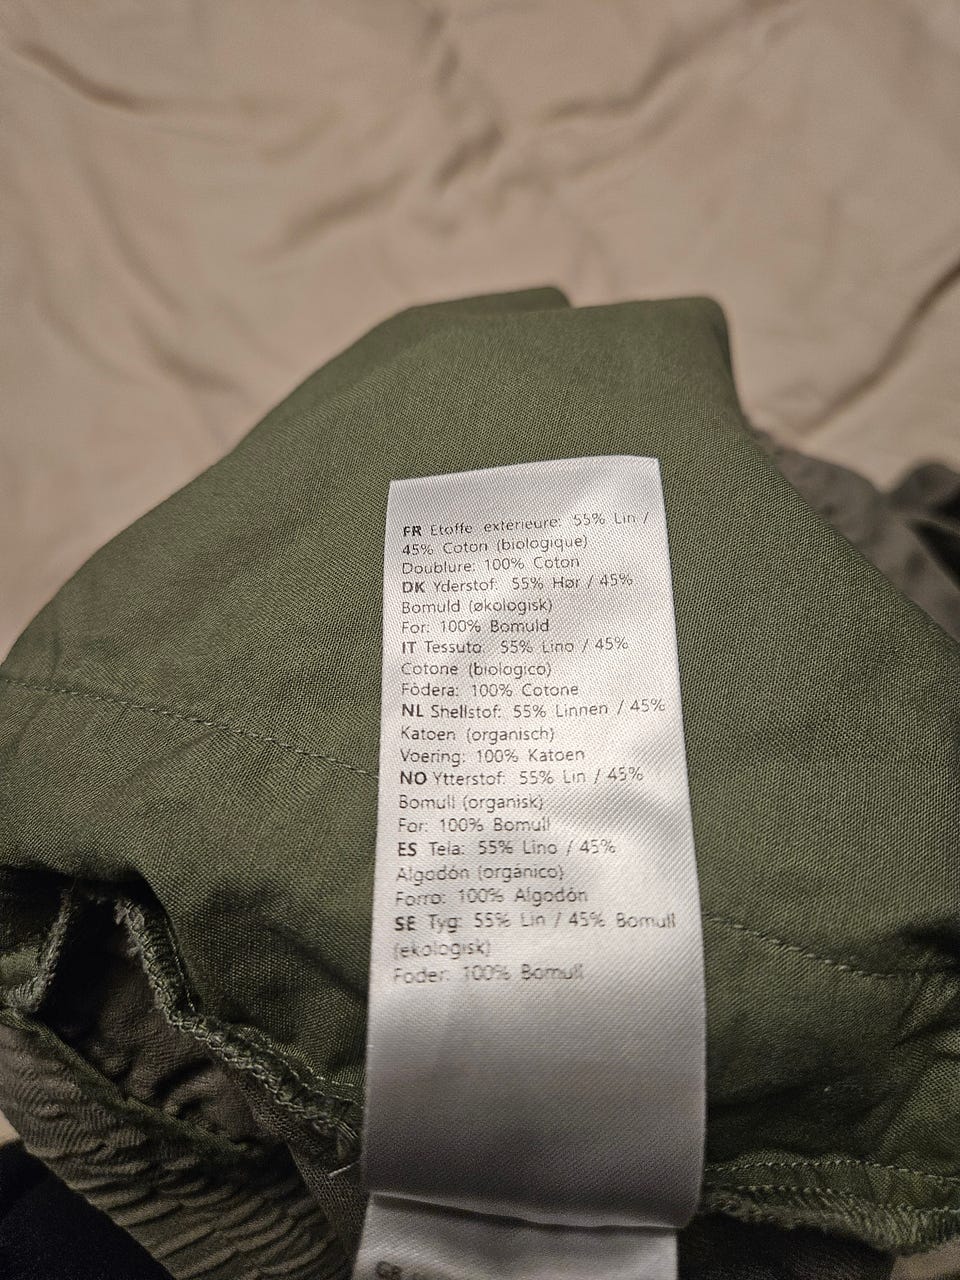 FR Etoffe exterieure: 55% Lin /
45% Coton (biologique)
Doublure: 100% Coton
DK Yderstof: 55% Hør / 45%
Bomuld (økologisk)
For: 100% Bomuld
IT Tessuto: 55% Lino / 45%
Cotone (biologico)
Fòdera: 100% Cotone
NL Shellstof: 55% Linnen / 45%
Katoen (organisch)
Voering: 100% Katoen
NO Ytterstof: 55% Lin / 45%
Bomull (organisk)
For: 100% Bomull
ES Tela: 55% Lino / 45%
Algodón (orgánico)
Forro: 100% Algodón
SE Tyg: 55% Lin / 45% Bomull
(ekologisk)
Foder: 100% Bomull